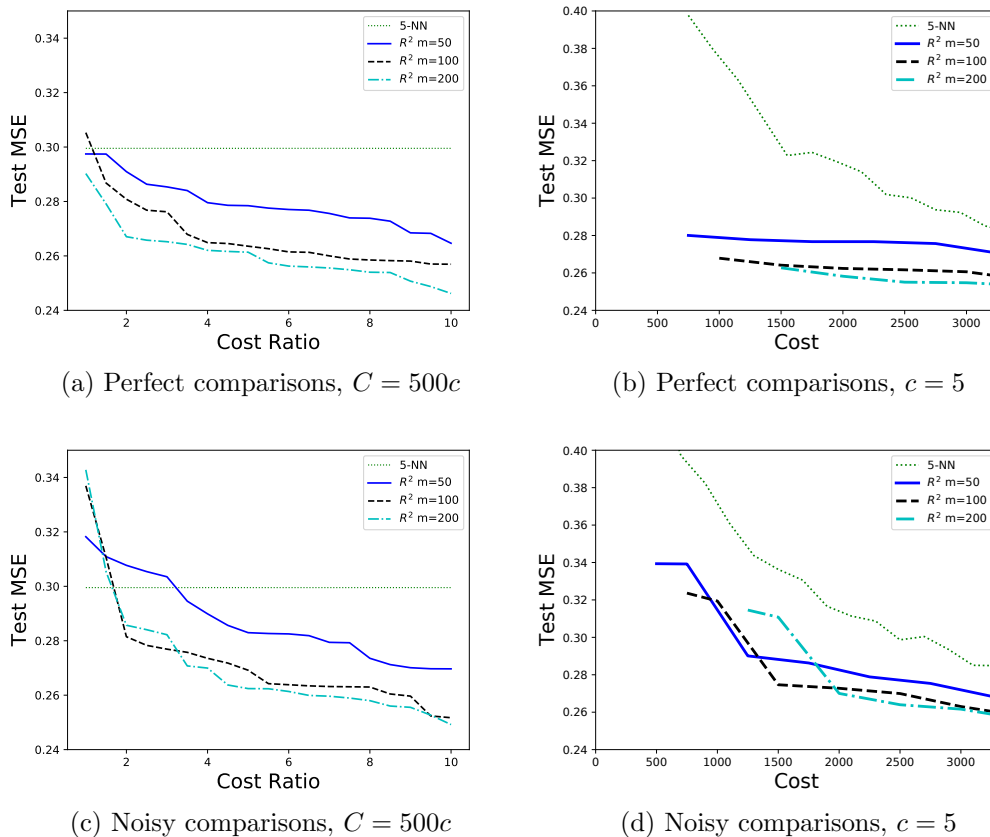 0.34
0.32
0.30
0.28
0.26
0.24
Test MSE
2
4
6
8
10
Cost Ratio
5-NN
R² m=50
R² m=100
R² m=200
(a) Perfect comparisons, C = 500c
0.40
0.38
0.36
0.34
0.32
0.30
0.28
0.26
0.24
Test MSE
0
500
1000
1500
2000
2500
3000
Cost
5-NN
R² m=50
R² m=100
R² m=200
(b) Perfect comparisons, c = 5
0.34
0.32
0.30
0.28
0.26
0.24
Test MSE
2
4
6
8
10
Cost Ratio
5-NN
R² m=50
R² m=100
R² m=200
(c) Noisy comparisons, C = 500c
0.40
0.38
0.36
0.34
0.32
0.30
0.28
0.26
0.24
Test MSE
0
500
1000
1500
2000
2500
3000
Cost
5-NN
R² m=50
R² m=100
R² m=200
(d) Noisy comparisons, c = 5